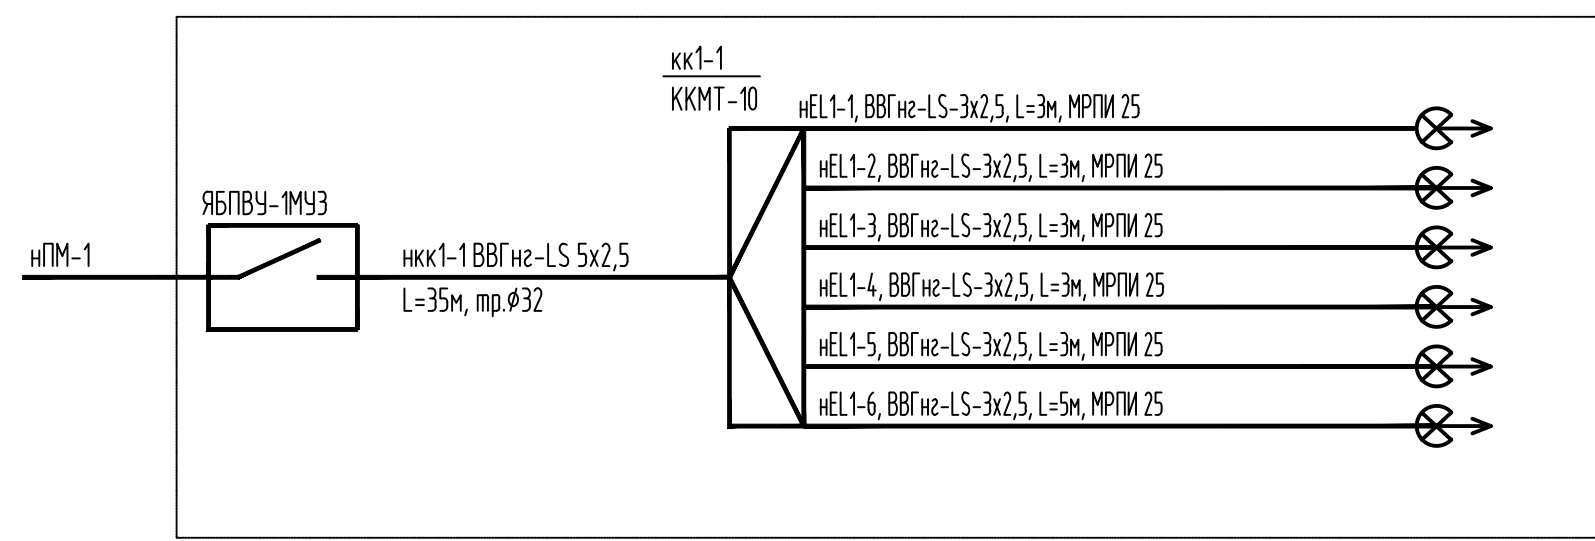 кк1-1
ККМТ-10
нEL1-1, ВВГнг-LS-3х2,5, L=3м, МРПИ 25
нEL1-2, ВВГнг-LS-3х2,5, L=3м, МРПИ 25
ЯБПВУ-1МУ3
нEL1-3, ВВГнг-LS-3х2,5, L=3м, МРПИ 25
нПМ-1
нкк1-1 ВВГнг-LS 5х2,5
L=35м, тр.Ø32
нEL1-4, ВВГнг-LS-3х2,5, L=3м, МРПИ 25
нEL1-5, ВВГнг-LS-3х2,5, L=3м, МРПИ 25
нEL1-6, ВВГнг-LS-3х2,5, L=5м, МРПИ 25